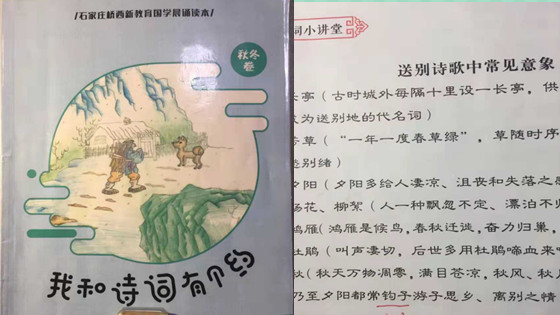 /石家庄桥西新教育国学晨诵读本/
秋冬
卷
我和诗词有个约
词小讲堂
送别诗歌中常见意象
亭（古时城外每隔十里设一长亭，供
为送别地的代名词）
草（“一年一度春草绿”，草随时序
别绪）
夕阳（夕阳多给人凄凉、沮丧和失落之
杨花、柳絮（人一种飘忽不定、漂泊不归
鸿雁（鸿雁是候鸟，春秋迁徙，奋力归巢，
杜鹃（叫声凄切，后世多用杜鹃啼血来
秋（秋天万物凋零，满目苍凉，秋风、秋
乃至夕阳都常钩子游子思乡、离别之情